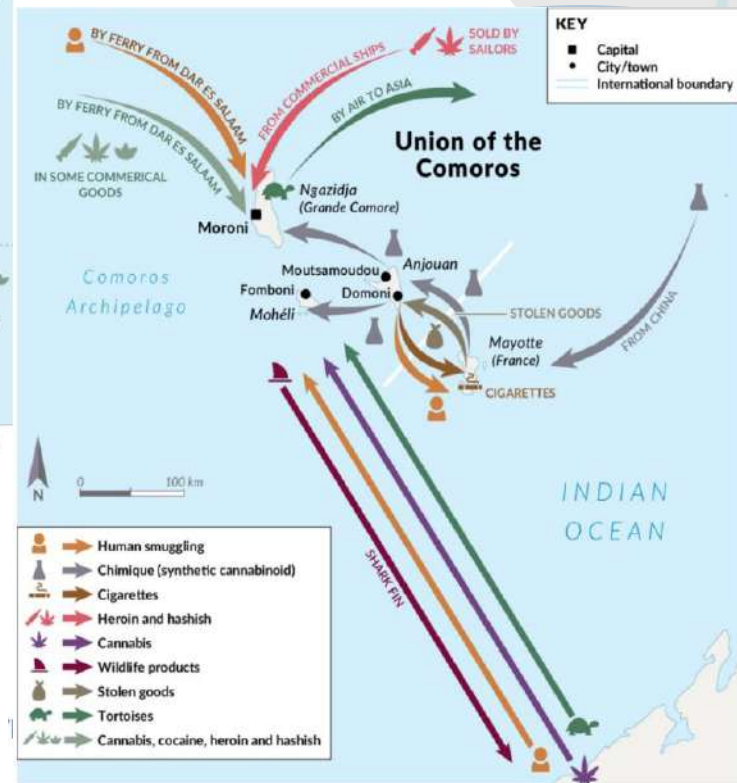 BY FERRY FROM DAR ES SALAAM
FROM COMMERCIAL SHIPS
SOLD BY
SAILORS
KEY
Capital
City/town
International boundary
BY FERRY FROM DAR ES SALAAM
IN SOME COMMERICAL
GOODS
BY AIR TO ASIA
Union of the
Comoros
Ngazidja
(Grande Comore)
Moroni
Comoros
Archipelago
Moutsamoudou
Anjouan
Fomboni
Domoni
Mohéli
STOLEN GOODS
FROM CHINA
Mayotte
(France)
CIGARETTES
N
0 100 km
INDIAN
OCEAN
SHARK FIN
Human smuggling
Chimique (synthetic cannabinoid)
Cigarettes
Heroin and hashish
Cannabis
Wildlife products
Stolen goods
Tortoises
Cannabis, cocaine, heroin and hashish